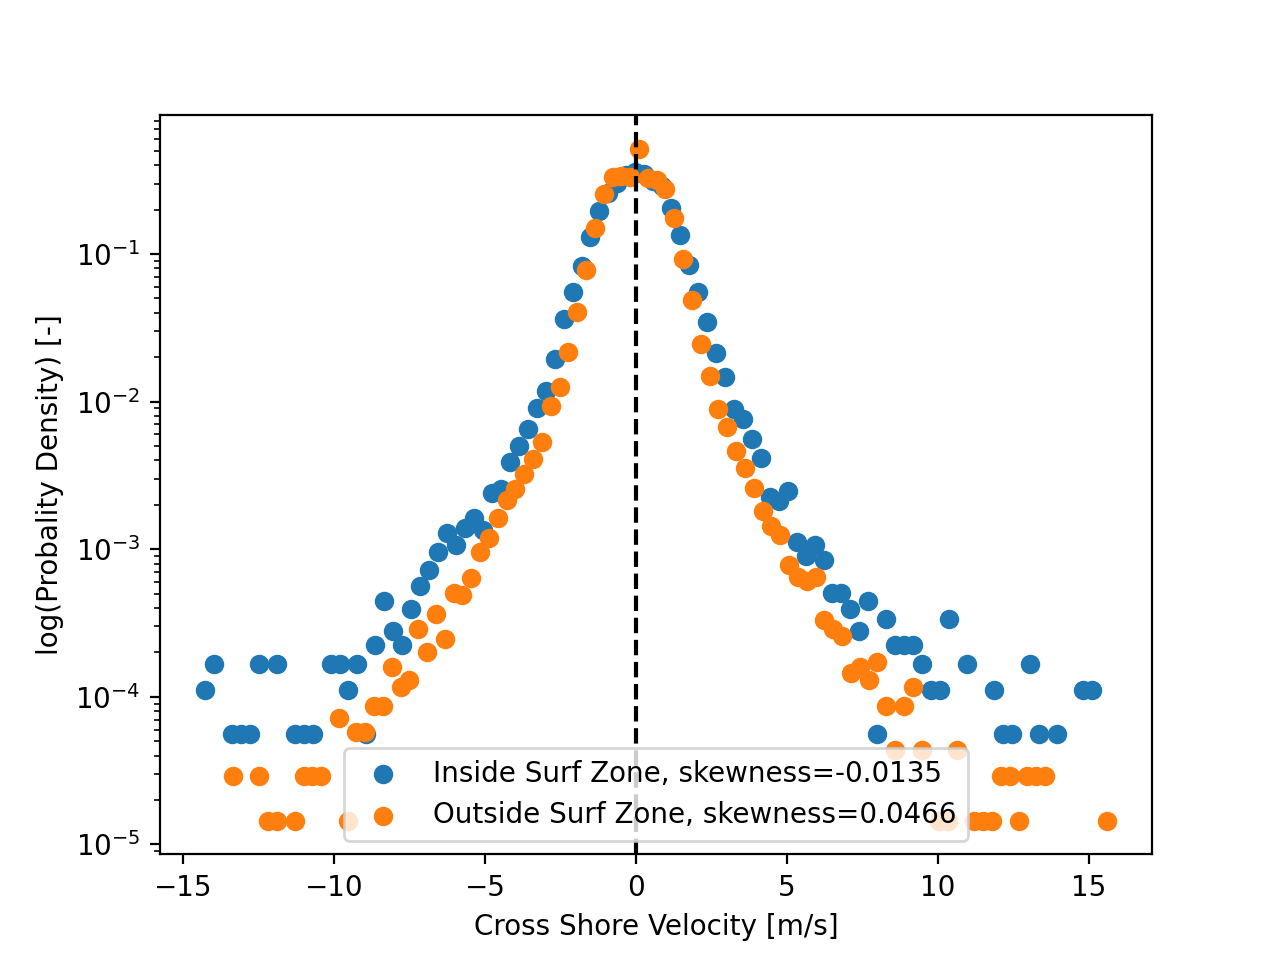 log(Probality Density) [-]
10⁻¹
10⁻²
10⁻³
10⁻⁴
10⁻⁵
Inside Surf Zone, skewness=-0.0135
Outside Surf Zone, skewness=0.0466
−15 −10 −5 0 5 10 15
Cross Shore Velocity [m/s]